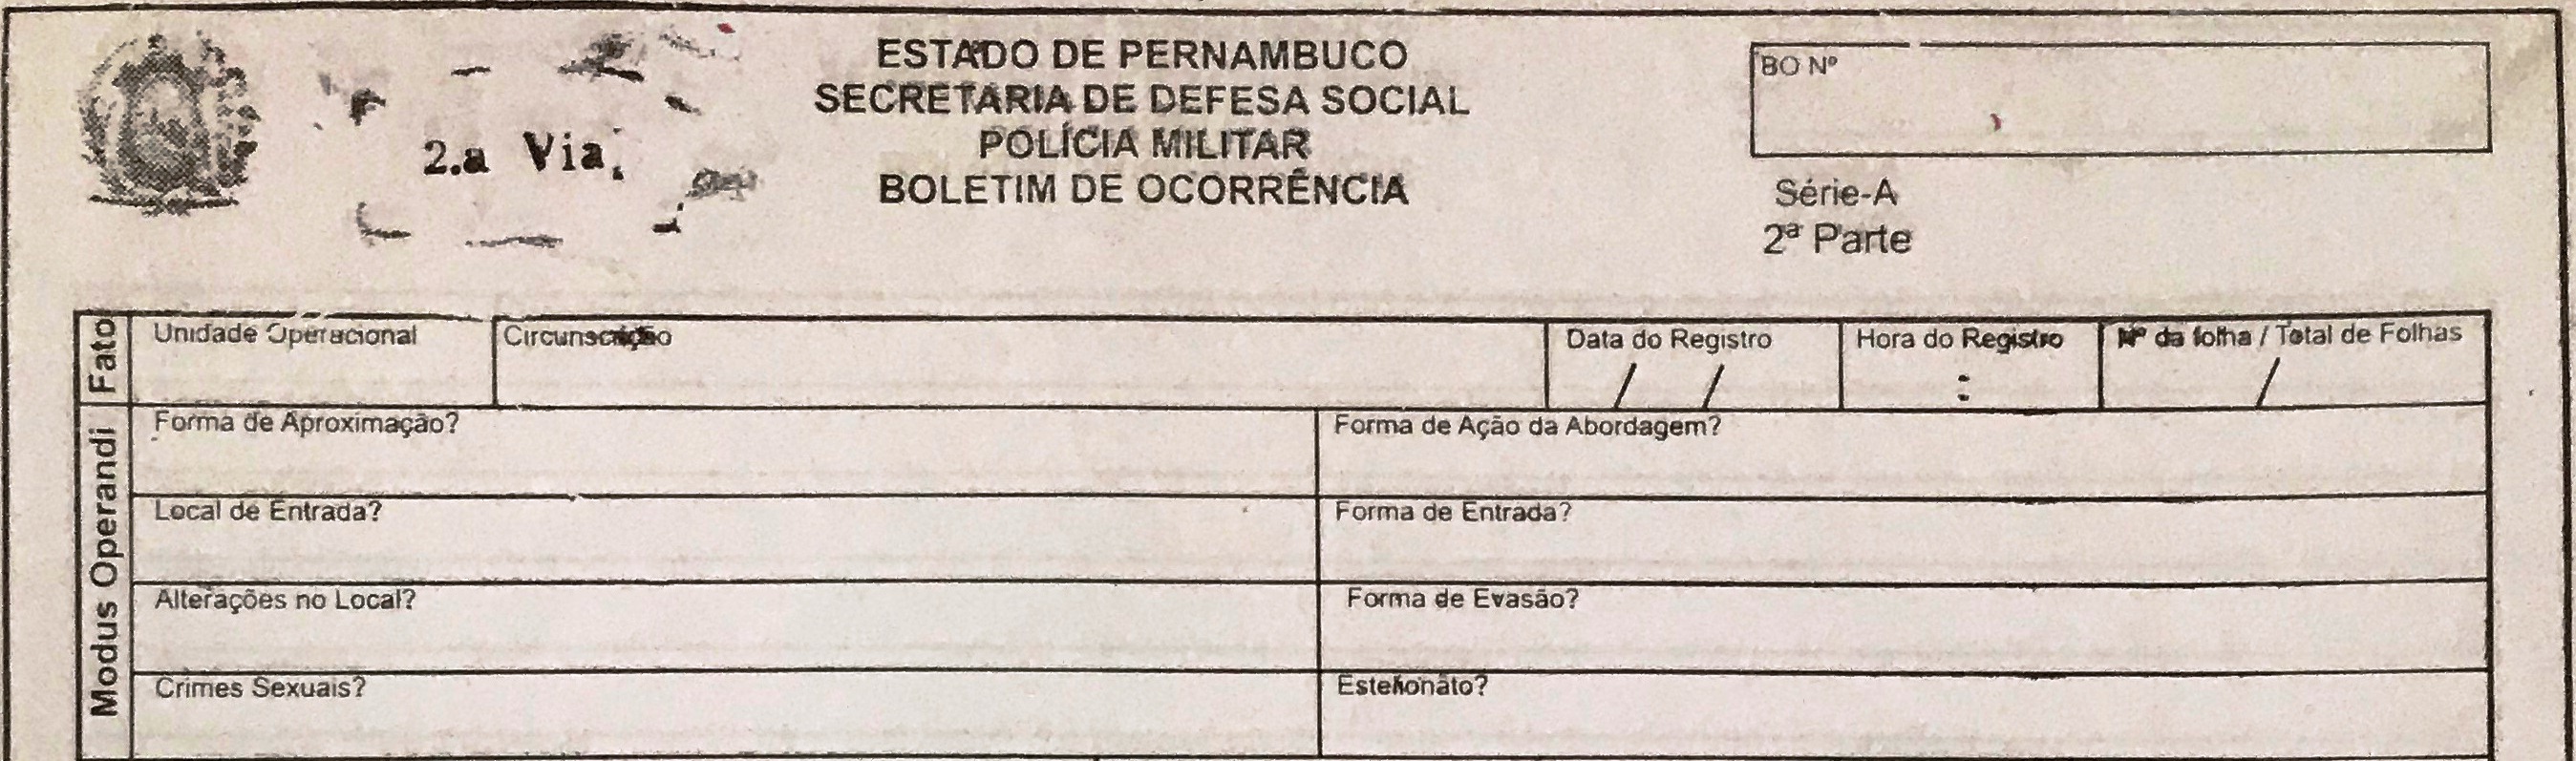 ESTADO DE PERNAMBUCO
SECRETARIA DE DEFESA SOCIAL
POLÍCIA MILITAR
BOLETIM DE OCORRÊNCIA
2.a Via.
BO Nº
Série-A
2ª Parte
Fato
Unidade Operacional
Circunscrição
Data do Registro
/ /
Hora do Registro
:
Nº da folha / Total de Folhas
/
Modus Operandi
Forma de Aproximação?
Forma de Ação da Abordagem?
Local de Entrada?
Forma de Entrada?
Alterações no Local?
Forma de Evasão?
Crimes Sexuais?
Estelionato?